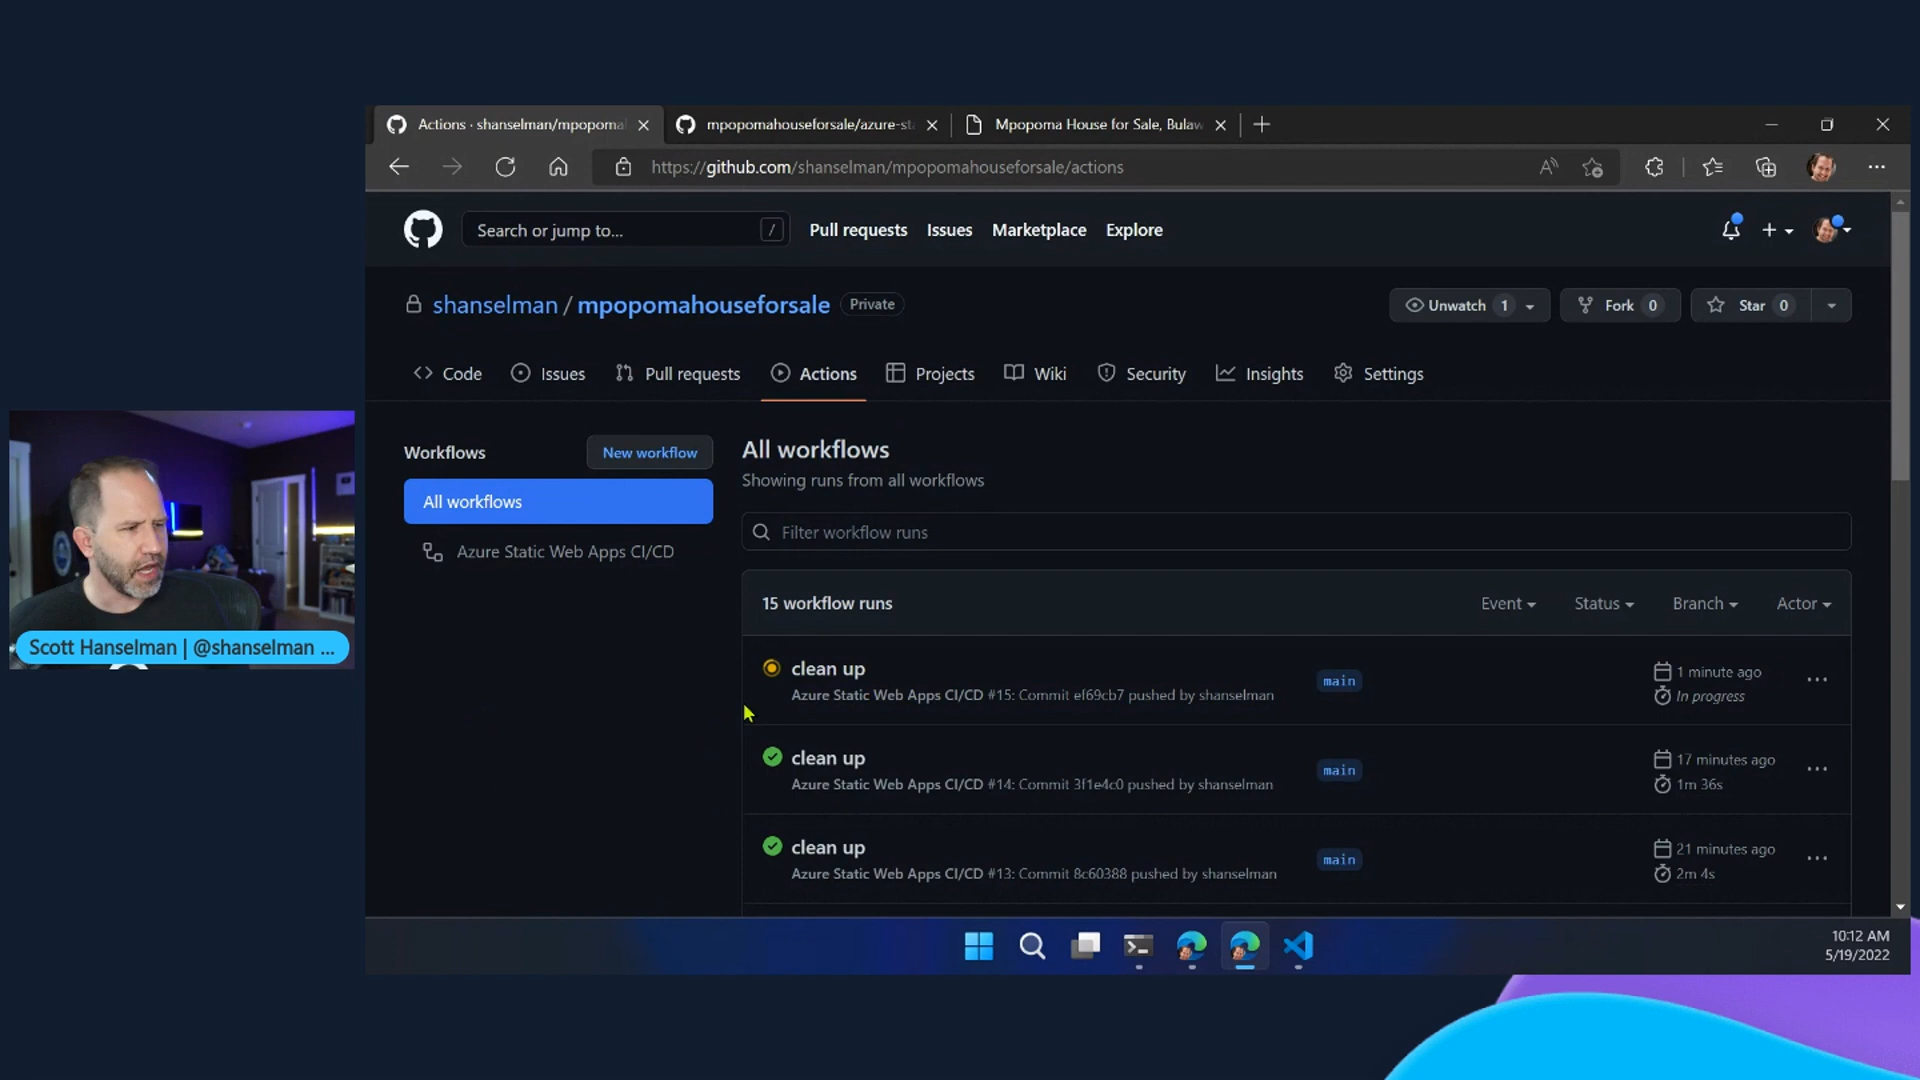 Actions · shanselman/mpopoma
mpopomahouseforsale/azure-st
Mpopoma House for Sale, Bulaw
https://github.com/shanselman/mpopomahouseforsale/actions
Search or jump to...
/
Pull requests
Issues
Marketplace
Explore
shanselman / mpopomahouseforsale
Private
Unwatch 1
Fork 0
Star 0
Code
Issues
Pull requests
Actions
Projects
Wiki
Security
Insights
Settings
Workflows
New workflow
All workflows
Azure Static Web Apps CI/CD
All workflows
Showing runs from all workflows
Filter workflow runs
15 workflow runs
Event
Status
Branch
Actor
clean up
Azure Static Web Apps CI/CD #15: Commit ef69cb7 pushed by shanselman
main
1 minute ago
In progress
clean up
Azure Static Web Apps CI/CD #14: Commit 3f1e4c0 pushed by shanselman
main
17 minutes ago
1m 36s
clean up
Azure Static Web Apps CI/CD #13: Commit 8c60388 pushed by shanselman
main
21 minutes ago
2m 4s
Scott Hanselman | @shanselman ...
10:12 AM
5/19/2022